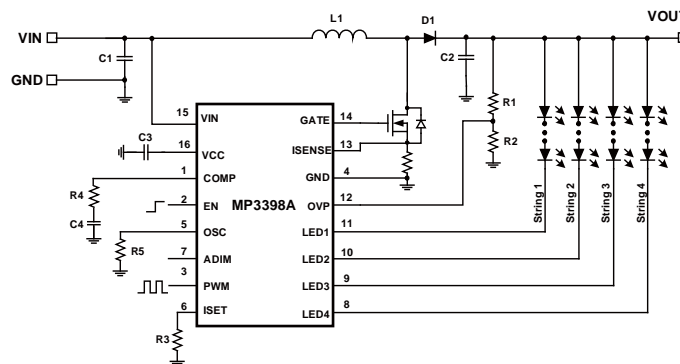 L1
D1
VOUT
VIN
C1
C2
GND
R1
R2
15
VIN
GATE
14
C3
16
VCC
ISENSE
13
1
COMP
GND
4
R4
2
EN
MP3398A
OVP
12
C4
5
OSC
LED1
11
R5
7
ADIM
LED2
10
3
PWM
LED3
9
6
ISET
LED4
8
R3
String 1
String 2
String 3
String 4